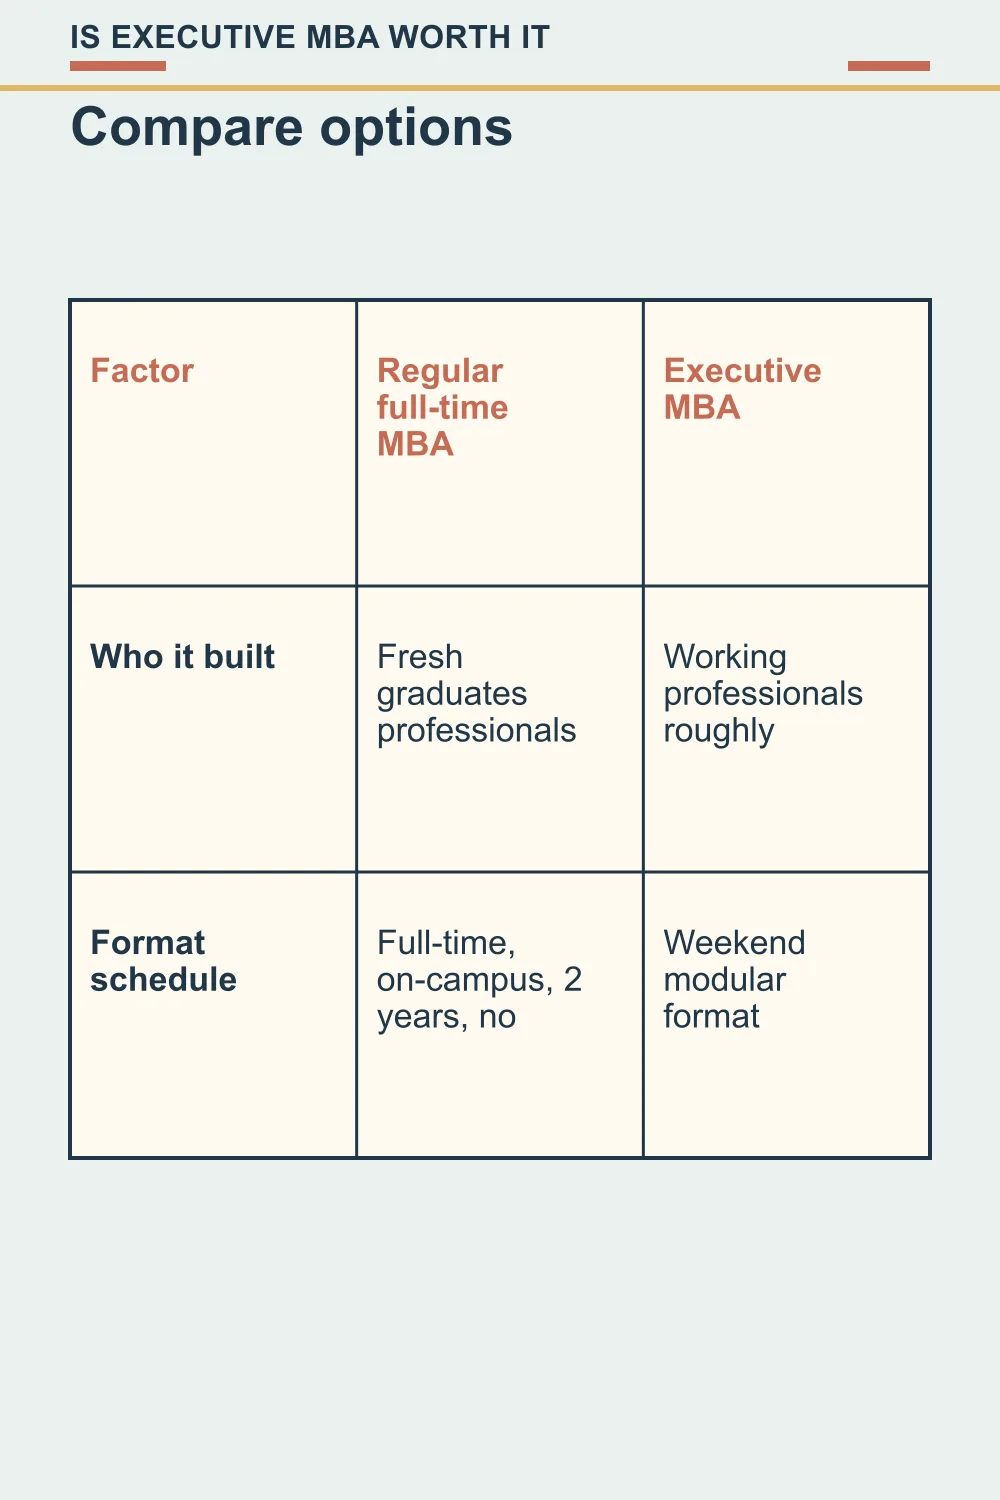 IS EXECUTIVE MBA WORTH IT
Compare options
Factor
Regular
full-time
MBA
Executive
MBA
Who it built
Fresh
graduates
professionals
Working
professionals
roughly
Format
schedule
Full-time,
on-campus, 2
years, no
Weekend
modular
format